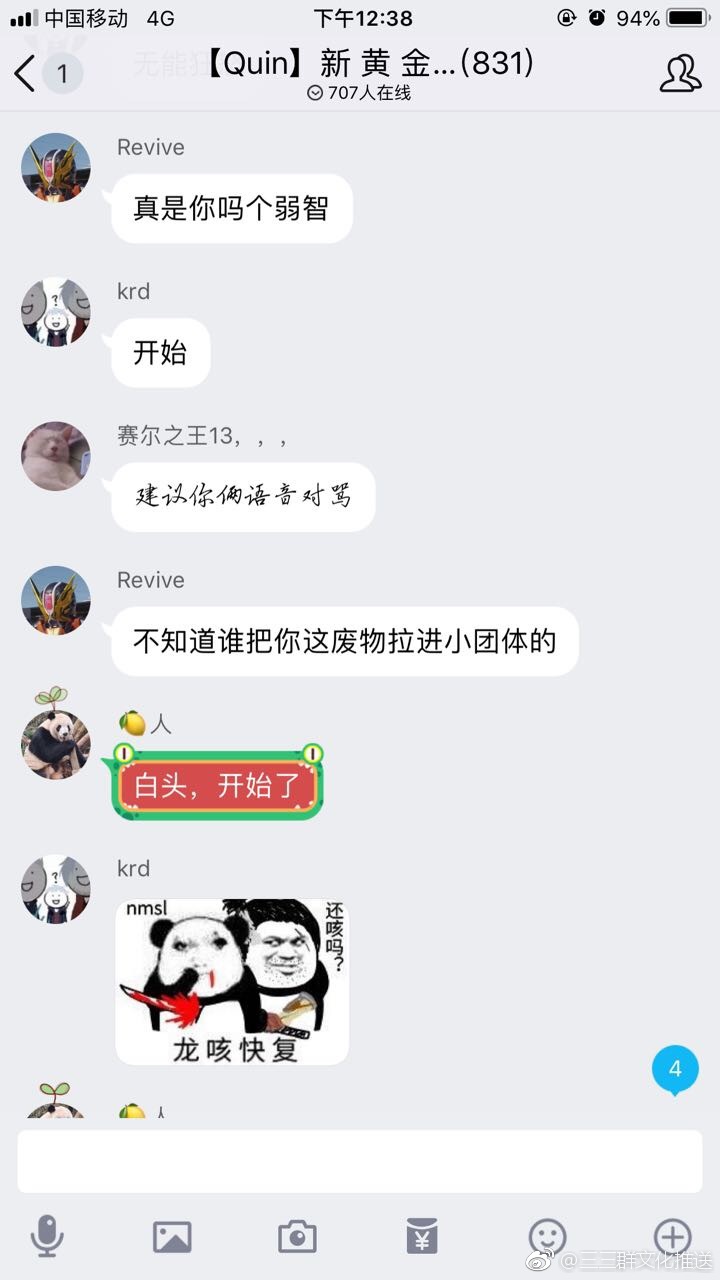 中国移动 4G 下午12:38 94%
1 【Quin】新 黄 金...(831)
707人在线
Revive
真是你吗个弱智
krd
开始
赛尔之王13，，，
建议你俩语音对骂
Revive
不知道谁把你这废物拉进小团体的
🍋人
白头，开始了
krd
nmsl
还咳吗？
龙咳快复
4
@三三群文化推送